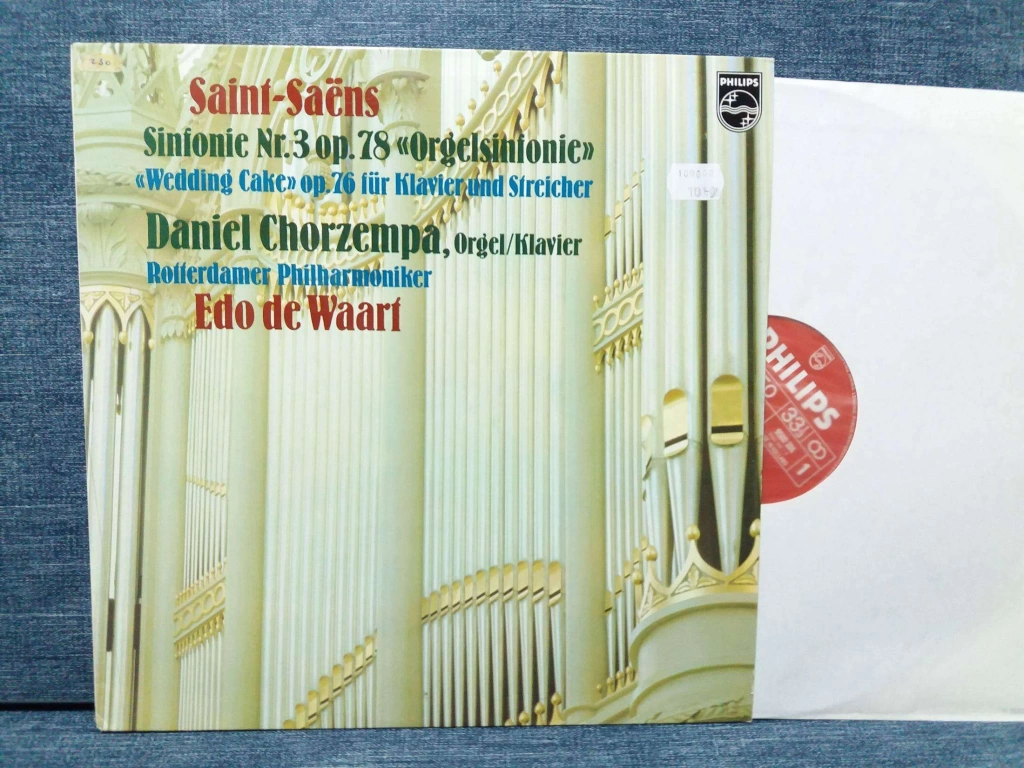 230
Saint-Saëns
PHILIPS
Sinfonie Nr.3 op. 78 «Orgelsinfonie»
«Wedding Cake» op. 76 für Klavier und Streicher
Daniel Chorzempa, Orgel/Klavier
Rotterdamer Philharmoniker
Edo de Waart
PHILIPS
33
1